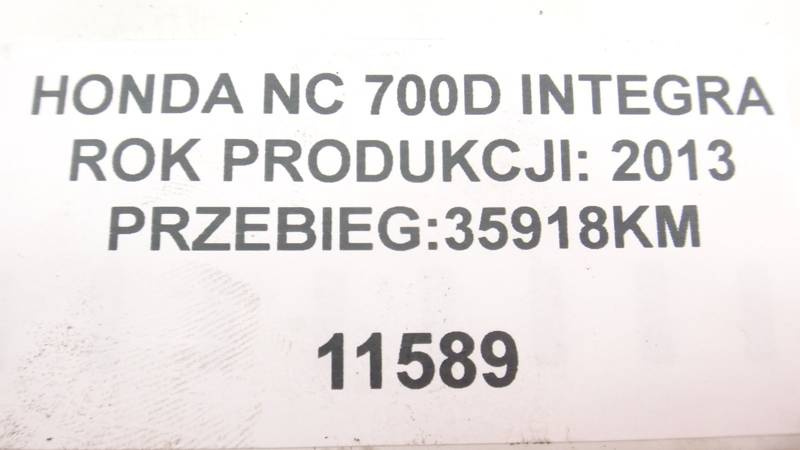 HONDA NC 700D INTEGRA
ROK PRODUKCJI: 2013
PRZEBIEG:35918KM
11589